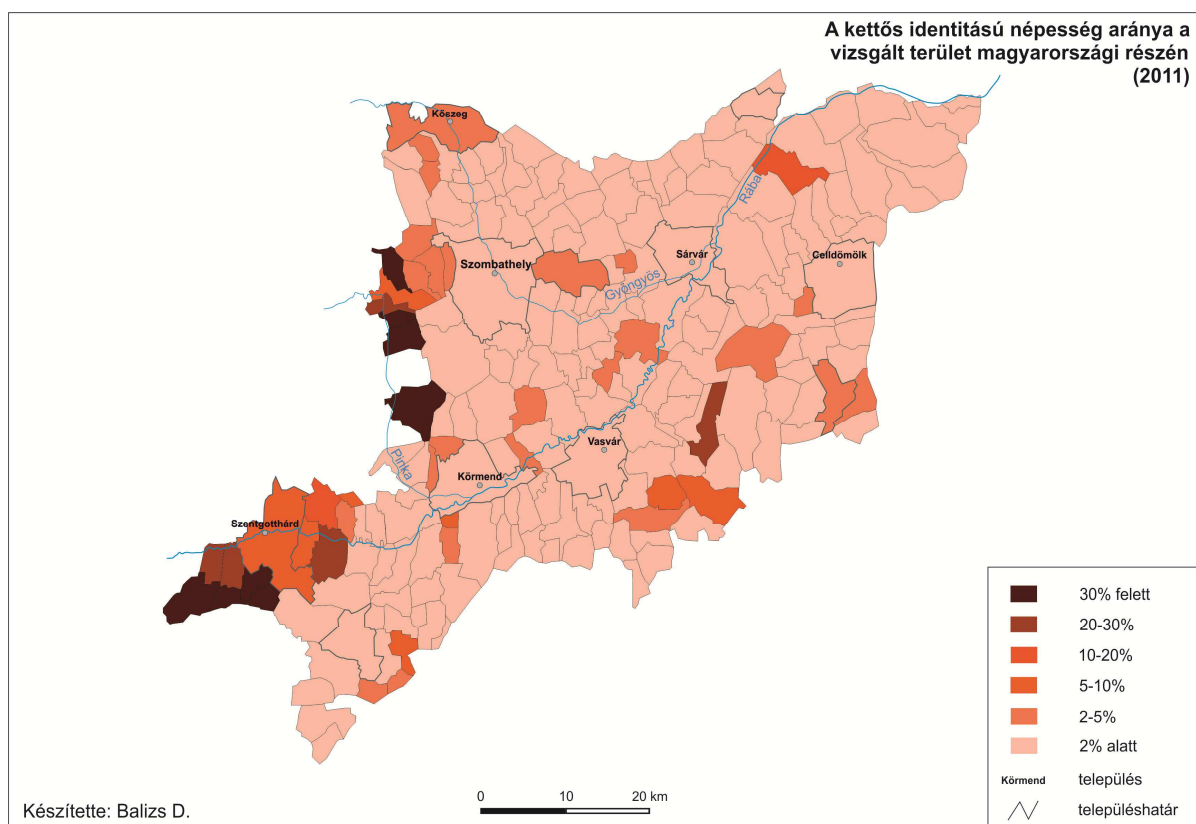 A kettős identitású népesség aránya a
vizsgált terület magyarországi részén
(2011)
Kőszeg
Rába
Szombathely
Sárvár
Celldömölk
Gyöngyös
Vasvár
Pinka
Körmend
Szentgotthárd
30% felett
20-30%
10-20%
5-10%
2-5%
2% alatt
Körmend település
településhatár
0 10 20 km
Készítette: Balizs D.